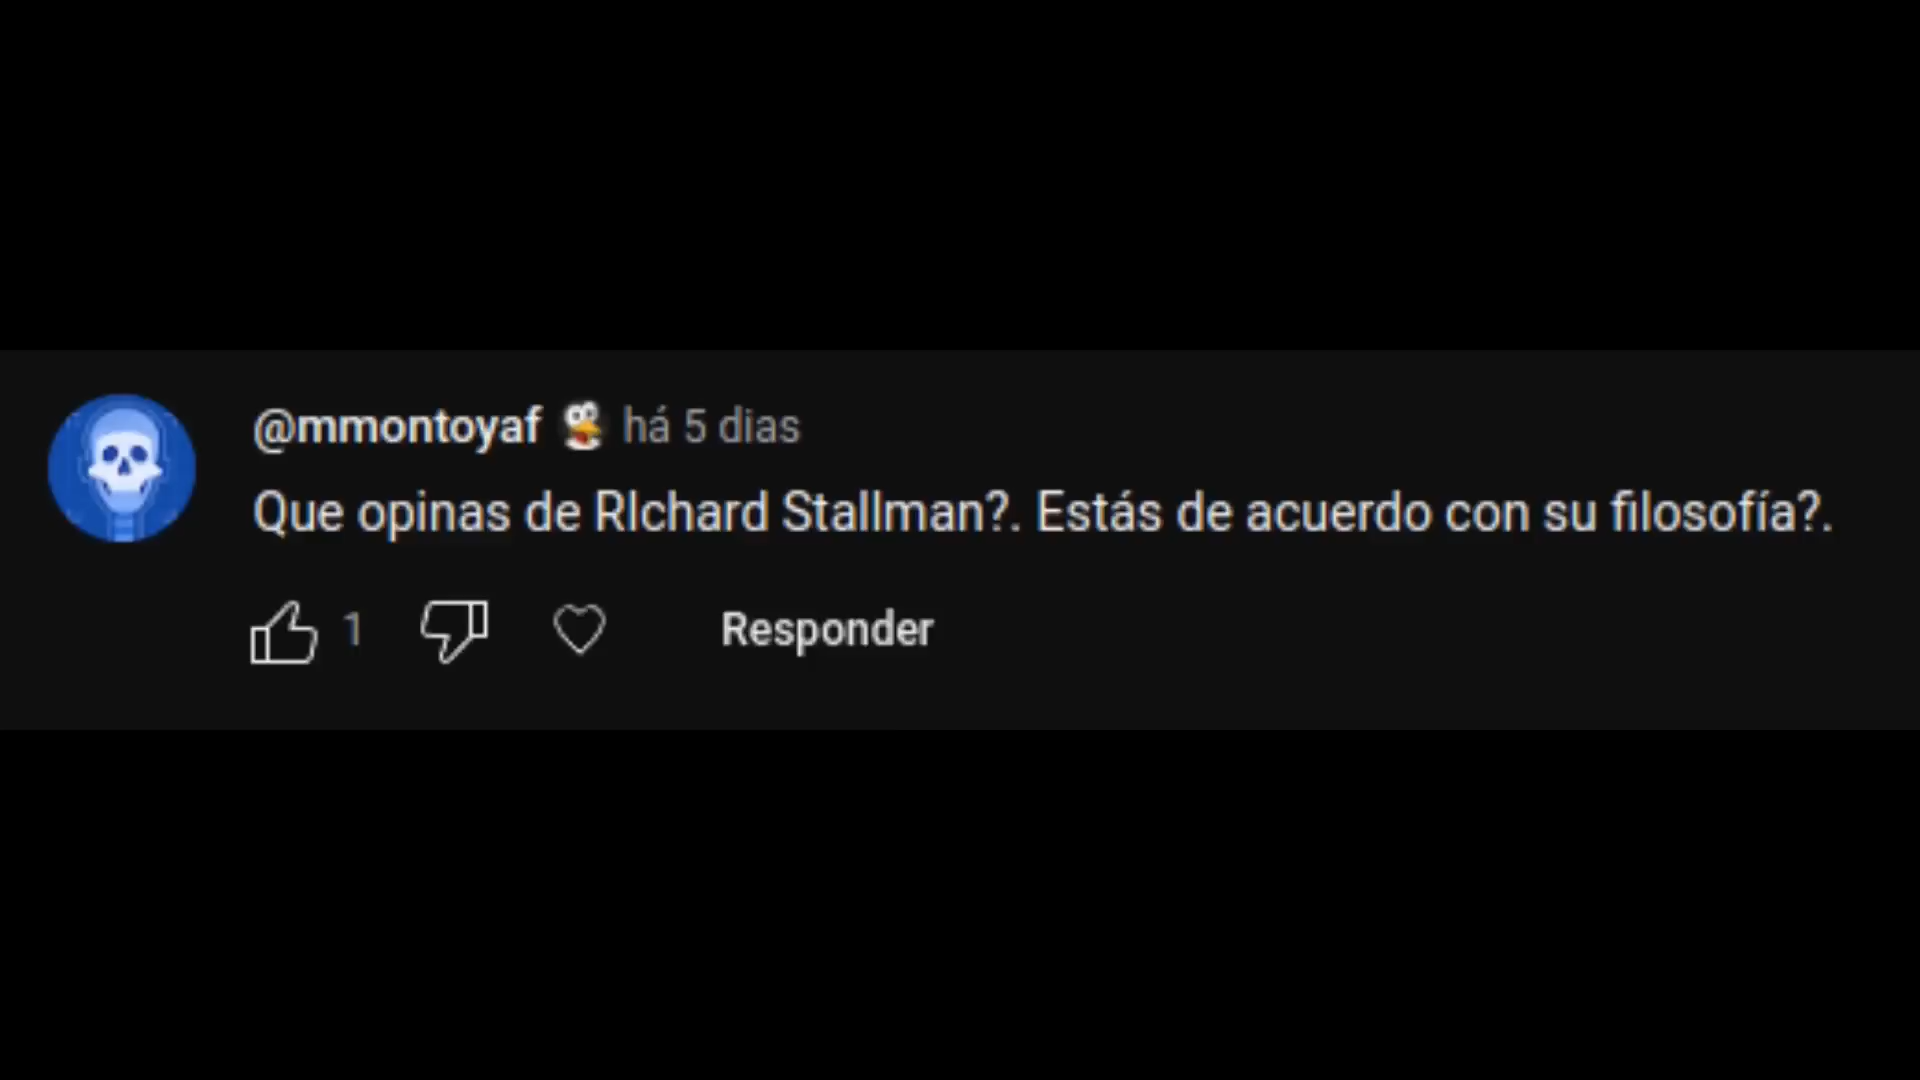 @mmontoyaf há 5 dias
Que opinas de RIchard Stallman?. Estás de acuerdo con su filosofía?.
1 Responder